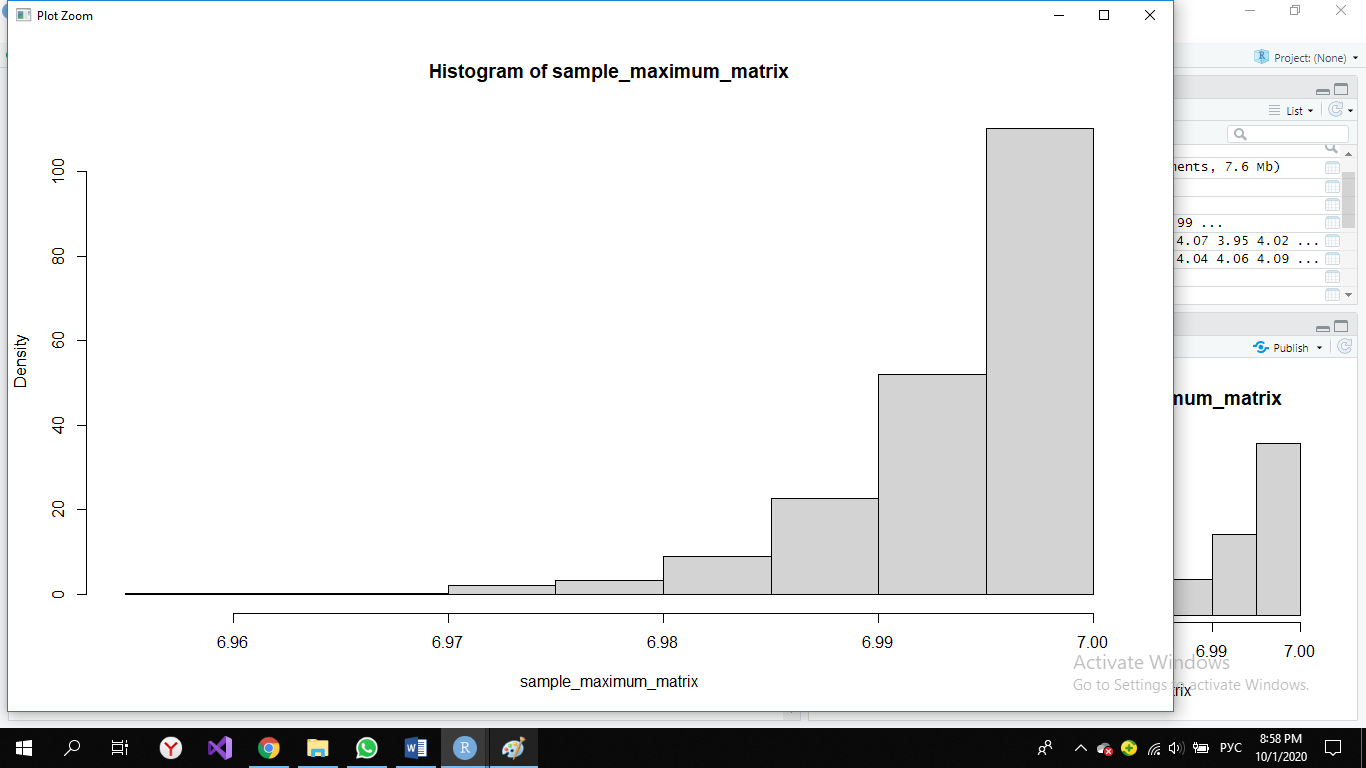 Plot Zoom
Histogram of sample_maximum_matrix
Density
100
80
60
40
20
0
6.96 6.97 6.98 6.99 7.00
sample_maximum_matrix
Project: (None)
List
7.6 Mb)
99 ...
4.07 3.95 4.02 ...
4.04 4.06 4.09 ...
Publish
mum_matrix
6.99 7.00
rix
Activate Windows
Go to Settings to activate Windows.
РУС
8:58 PM
10/1/2020